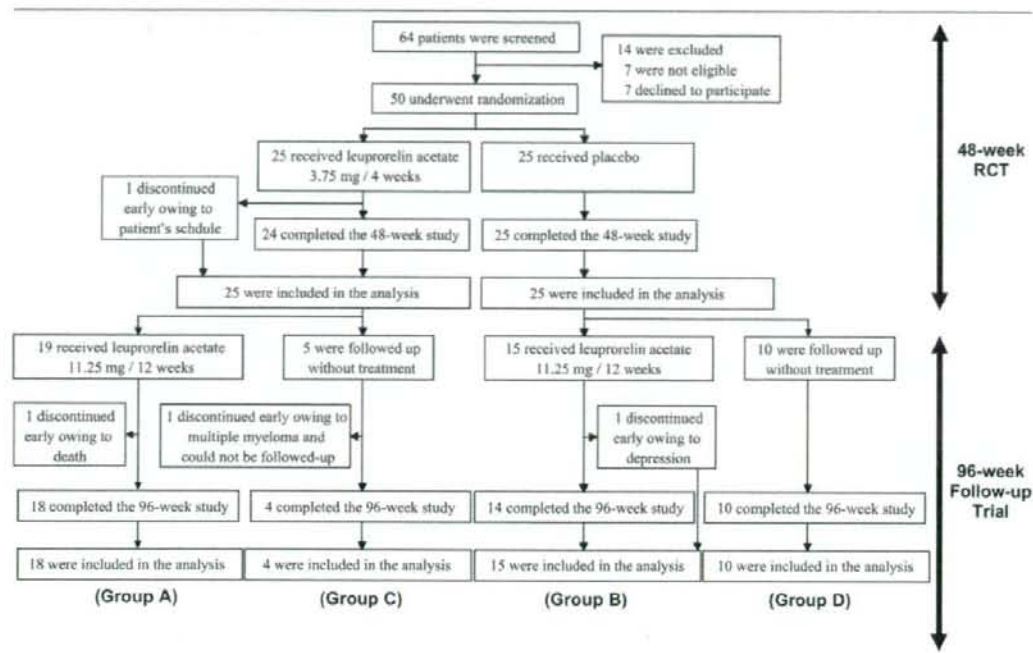 64 patients were screened
14 were excluded
7 were not eligible
7 declined to participate
50 underwent randomization
25 received leuprorelin acetate
3.75 mg / 4 weeks
25 received placebo
48-week
RCT
1 discontinued
early owing to
patient's schdule
24 completed the 48-week study
25 completed the 48-week study
25 were included in the analysis
25 were included in the analysis
19 received leuprorelin acetate
11.25 mg / 12 weeks
5 were followed up
without treatment
15 received leuprorelin acetate
11.25 mg / 12 weeks
10 were followed up
without treatment
1 discontinued
early owing to
death
1 discontinued early owing to
multiple myeloma and
could not be followed-up
1 discontinued
early owing to
depression
96-week
Follow-up
Trial
18 completed the 96-week study
4 completed the 96-week study
14 completed the 96-week study
10 completed the 96-week study
18 were included in the analysis
4 were included in the analysis
15 were included in the analysis
10 were included in the analysis
(Group A)
(Group C)
(Group B)
(Group D)